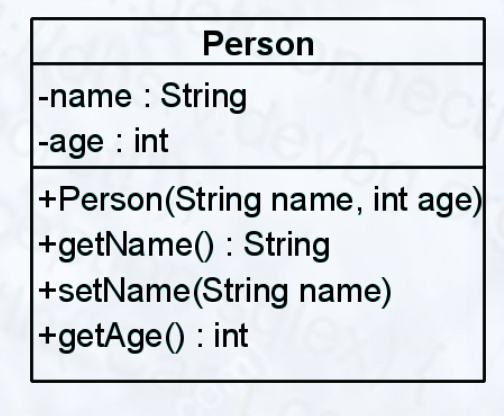 Person
-name : String
-age : int
+Person(String name, int age)
+getName() : String
+setName(String name)
+getAge() : int